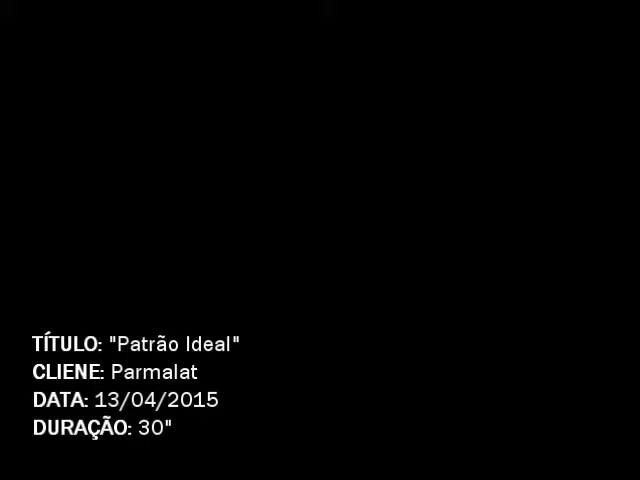 TÍTULO: "Patrão Ideal"
CLIENE: Parmalat
DATA: 13/04/2015
DURAÇÃO: 30"